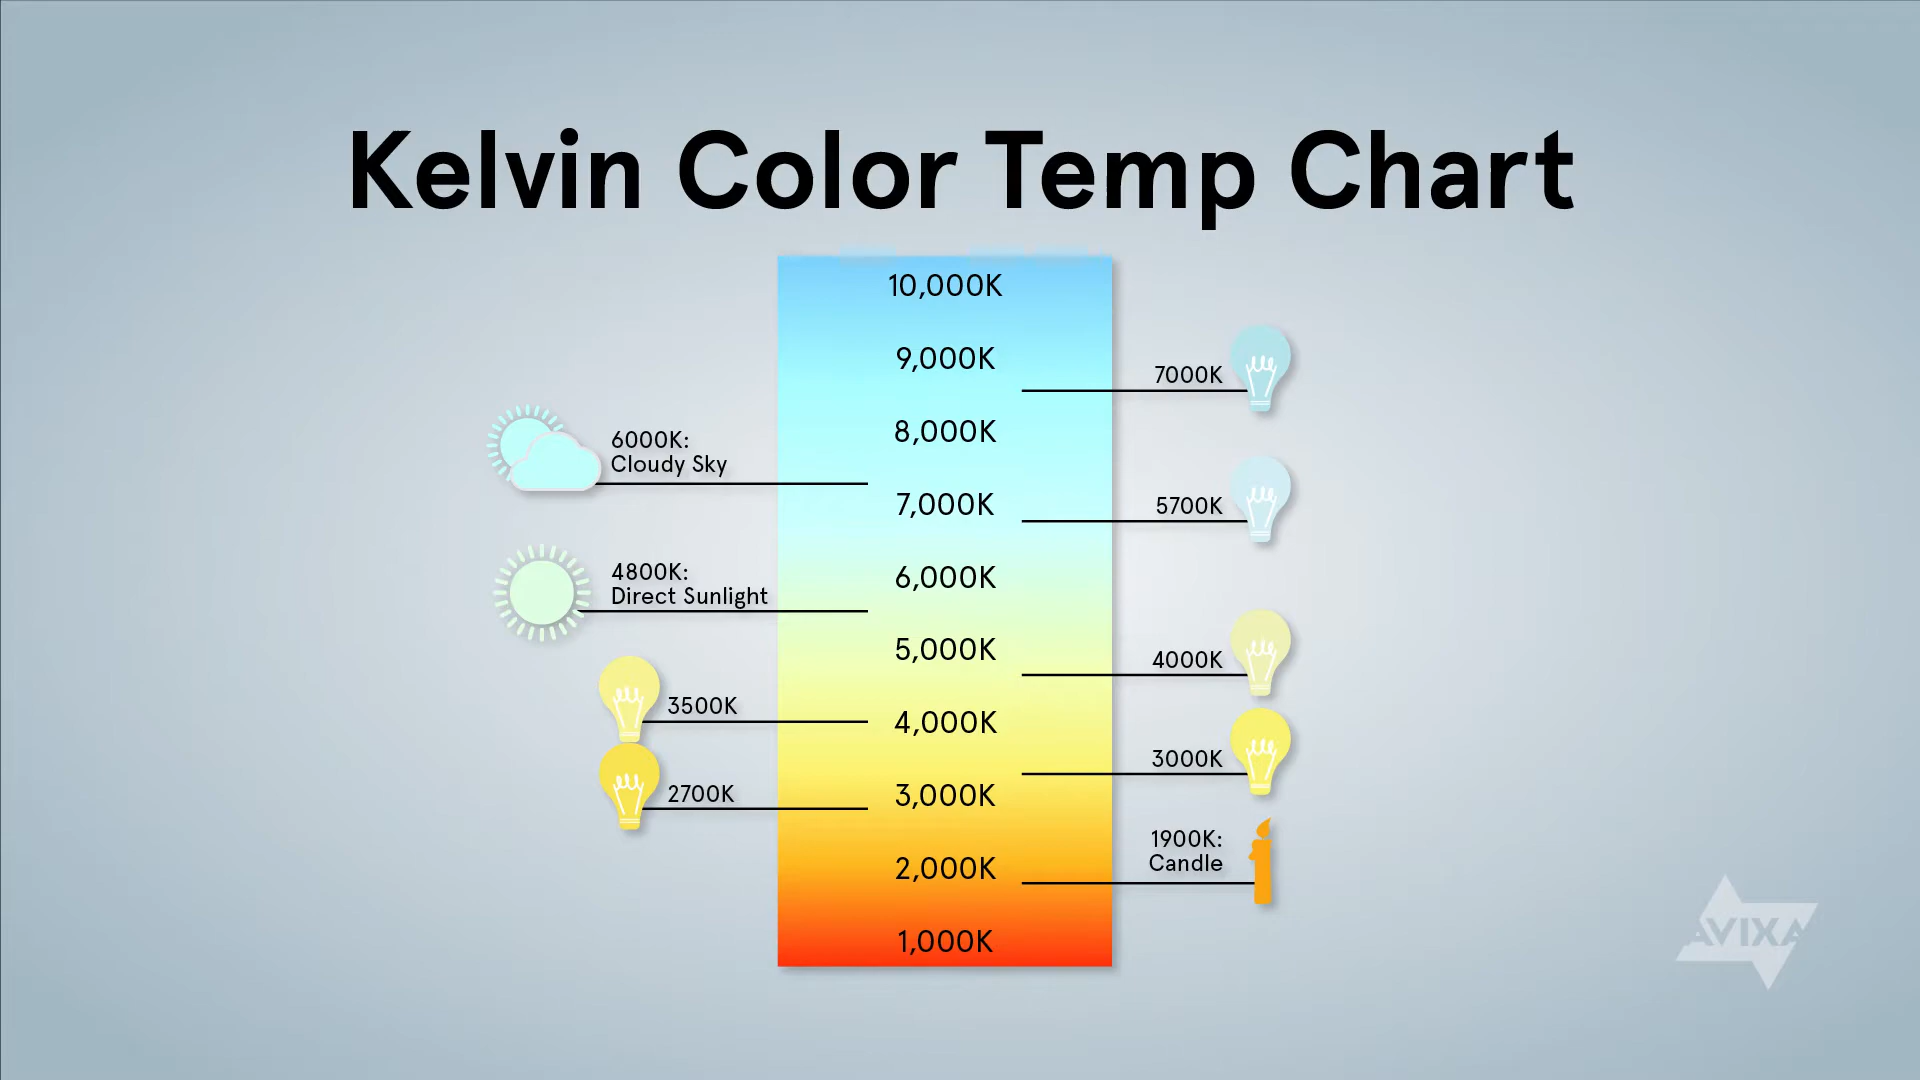 Kelvin Color Temp Chart
10,000K
9,000K
8,000K
7,000K
6,000K
5,000K
4,000K
3,000K
2,000K
1,000K
6000K:
Cloudy Sky
4800K:
Direct Sunlight
3500K
2700K
7000K
5700K
4000K
3000K
1900K:
Candle
AVIXA